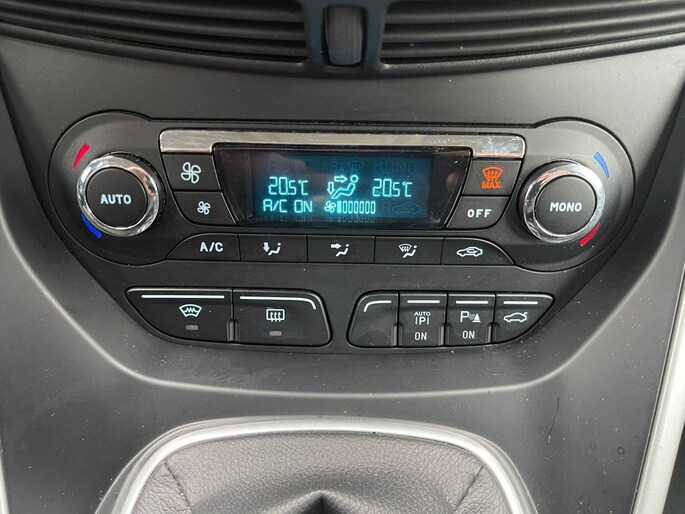 20.5°C 20.5°C
A/C ON
MAX
AUTO
OFF
MONO
A/C
AUTO
|P|
ON
P
ON